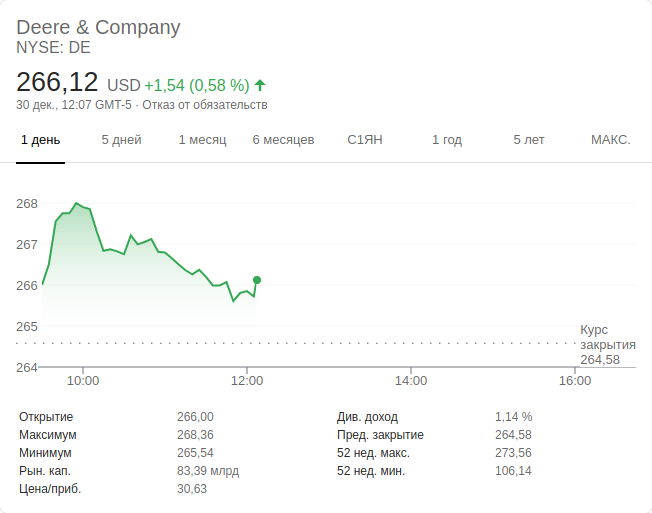 Deere & Company
NYSE: DE
266,12 USD +1,54 (0,58 %)
30 дек., 12:07 GMT-5 · Отказ от обязательств
1 день 5 дней 1 месяц 6 месяцев С1ЯН 1 год 5 лет МАКС.
268
267
266
265
Курс
закрытия
264,58
264
10:00 12:00 14:00 16:00
Открытие 266,00 Див. доход 1,14 %
Максимум 268,36 Пред. закрытие 264,58
Минимум 265,54 52 нед. макс. 273,56
Рын. кап. 83,39 млрд 52 нед. мин. 106,14
Цена/приб. 30,63